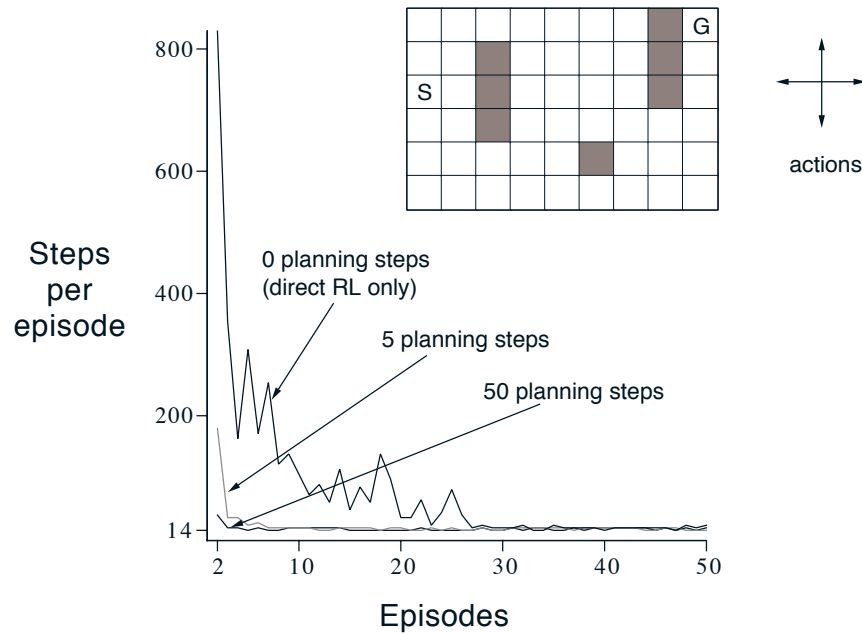 800
600
400
200
14
Steps
per
episode
2
10
20
30
40
50
Episodes
0 planning steps
(direct RL only)
5 planning steps
50 planning steps
S
G
actions